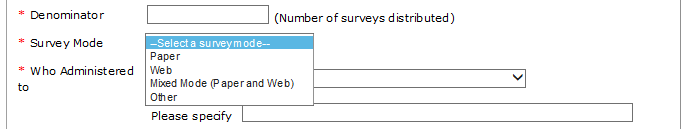 * Denominator (Number of surveys distributed)
* Survey Mode --Select a survey mode--
Paper
Web
* Who Administered to
Mixed Mode (Paper and Web)
Other
Please specify